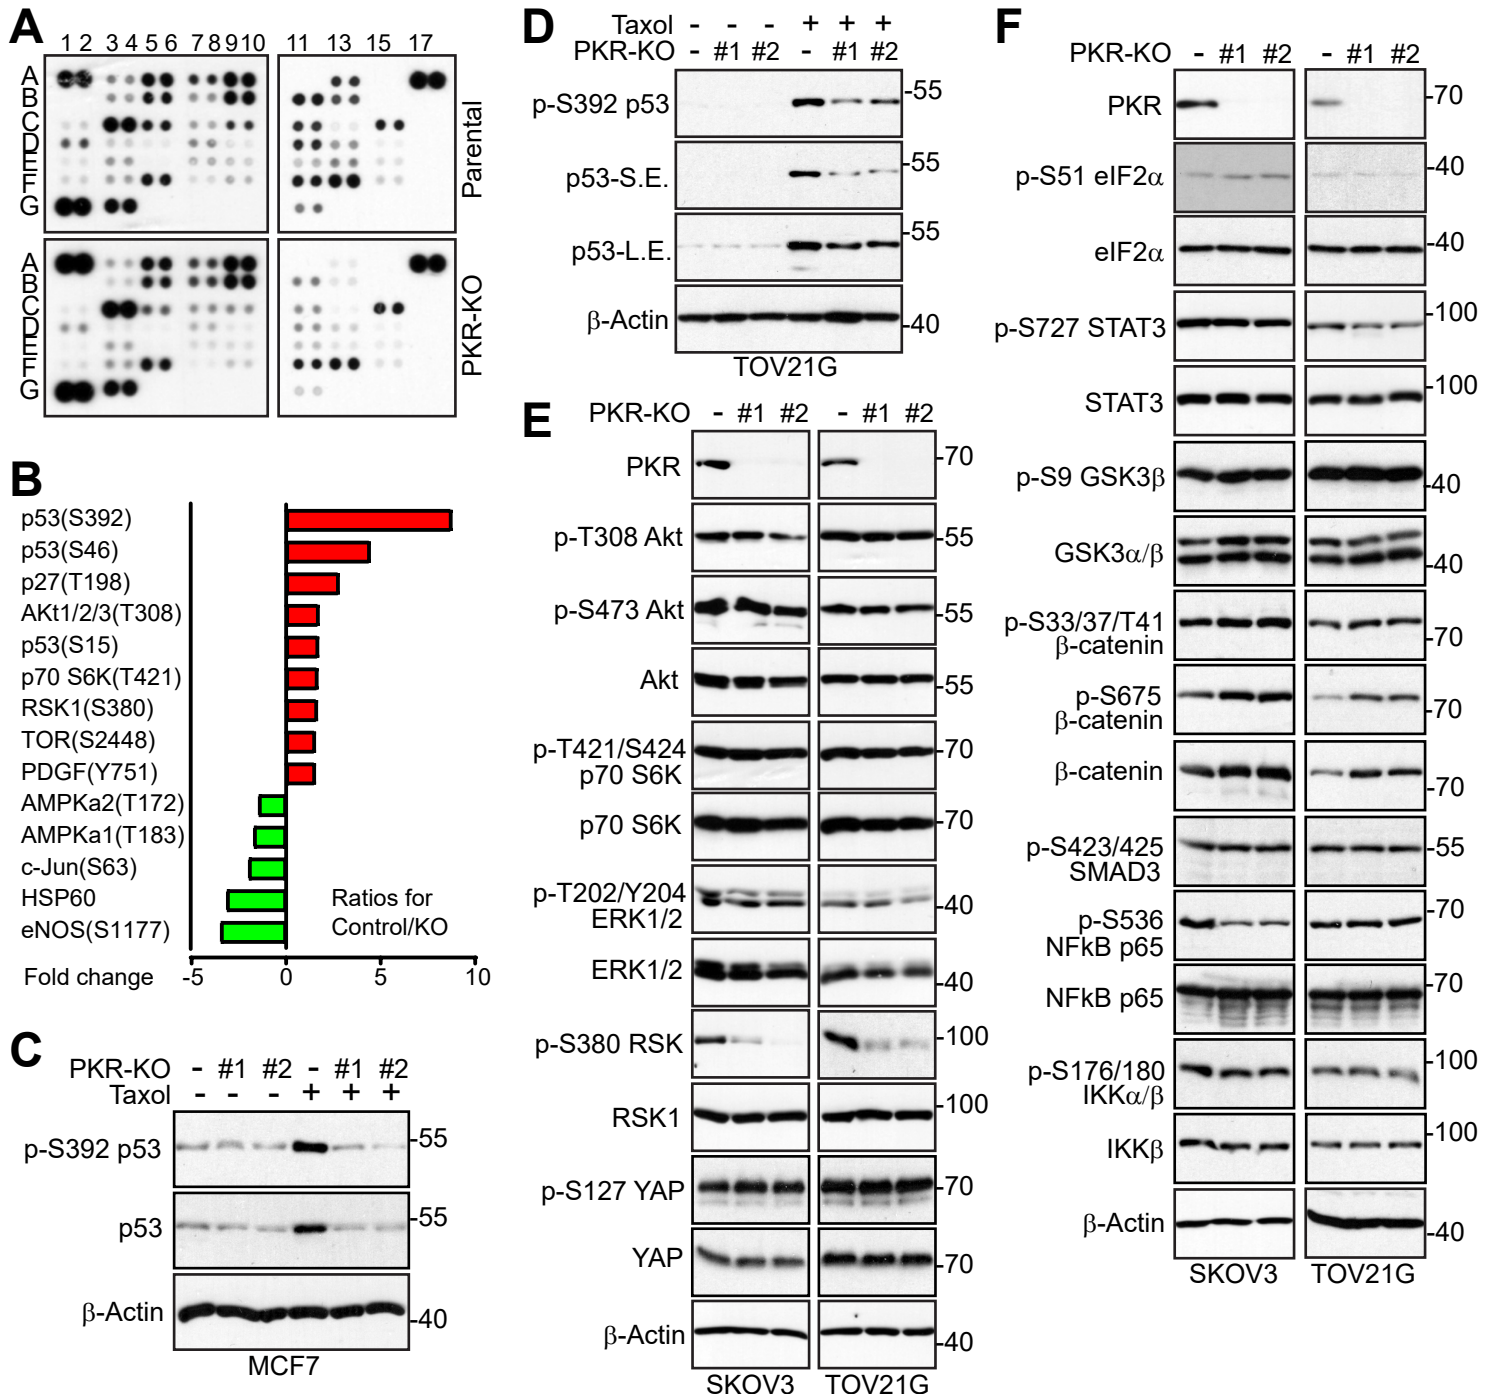 A
1 2 3 4 5 6 7 8 9 10 11 13 15 17
A
B
C
D
E
F
G
Parental
A
B
C
D
E
F
G
PKR-KO
B
p53(S392)
p53(S46)
p27(T198)
AKt1/2/3(T308)
p53(S15)
p70 S6K(T421)
RSK1(S380)
TOR(S2448)
PDGF(Y751)
AMPKa2(T172)
AMPKa1(T183)
c-Jun(S63)
HSP60
eNOS(S1177)
Ratios for
Control/KO
Fold change -5 0 5 10
C
PKR-KO - #1 #2 - #1 #2
Taxol - - - + + +
p-S392 p53 -55
p53 -55
β-Actin -40
MCF7
D
Taxol - - - + + +
PKR-KO - #1 #2 - #1 #2
p-S392 p53 -55
p53-S.E. -55
p53-L.E. -55
β-Actin -40
TOV21G
E
PKR-KO - #1 #2 - #1 #2
PKR -70
p-T308 Akt -55
p-S473 Akt -55
Akt -55
p-T421/S424 -70
p70 S6K
p70 S6K -70
p-T202/Y204 -40
ERK1/2
ERK1/2 -40
p-S380 RSK -100
RSK1 -100
p-S127 YAP -70
YAP -70
β-Actin -40
SKOV3 TOV21G
F
PKR-KO - #1 #2 - #1 #2
PKR -70
p-S51 eIF2α -40
eIF2α -40
p-S727 STAT3 -100
STAT3 -100
p-S9 GSK3β -40
GSK3α/β -40
p-S33/37/T41 -70
β-catenin
p-S675 -70
β-catenin
β-catenin -70
p-S423/425 -55
SMAD3
p-S536 -70
NFkB p65
NFkB p65 -70
p-S176/180 -100
IKKα/β
IKKβ -100
β-Actin -40
SKOV3 TOV21G